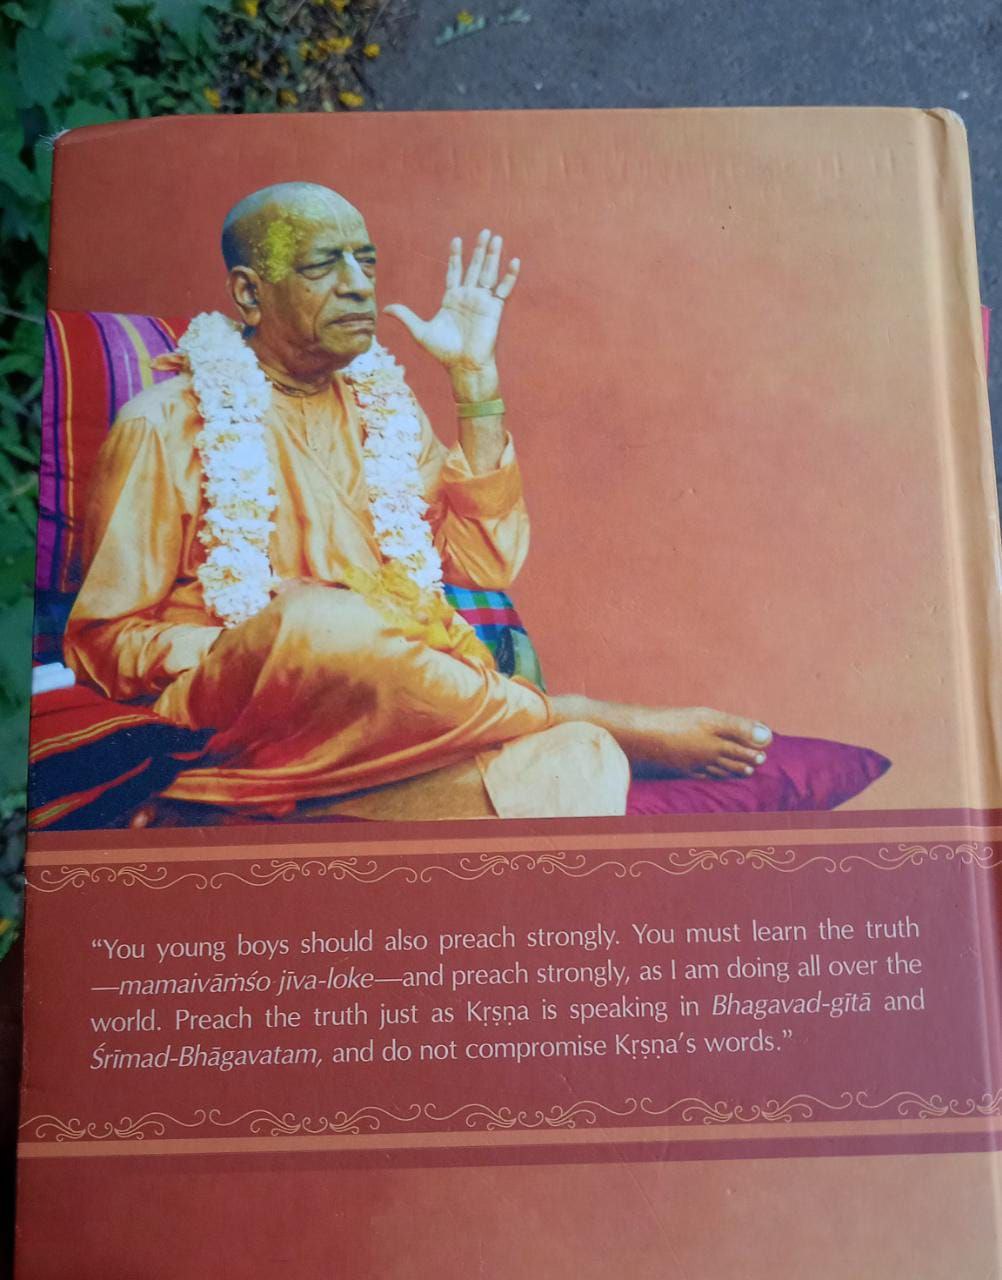 “You young boys should also preach strongly. You must learn the truth
—mamaivāṁśo jīva-loke—and preach strongly, as I am doing all over the
world. Preach the truth just as Kṛṣṇa is speaking in Bhagavad-gītā and
Śrīmad-Bhāgavatam, and do not compromise Kṛṣṇa’s words.”